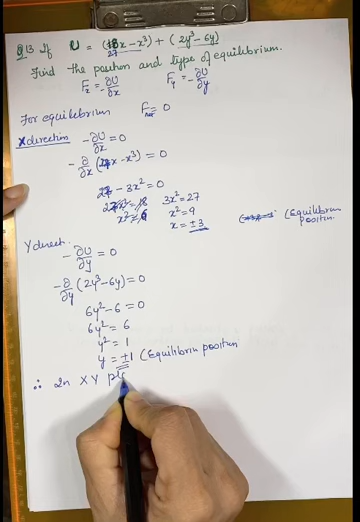 Q13 If U = (27x - x³) + (2y³ - 6y)
Find the position and type of equilibrium.
Fx = -∂U/∂x Fy = -∂U/∂y
For equilibrium Fnet = 0
X direction -∂U/∂x = 0
-∂/∂x (27x - x³) = 0
27 - 3x² = 0
3x² = 27
x² = 9
x = ±3 (Equilibrium position
Y direct.
-∂U/∂y = 0
-∂/∂y (2y³ - 6y) = 0
6y² - 6 = 0
6y² = 6
y² = 1
y = ±1 (Equilibrium position
∴ In XY pla